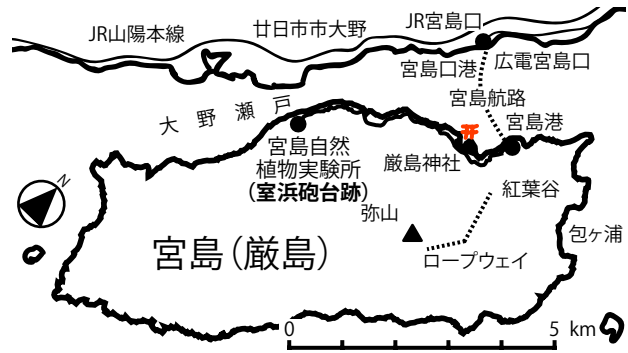 JR山陽本線
廿日市市大野
JR宮島口
宮島口港
広電宮島口
大野瀬戸
宮島航路
宮島港
宮島自然
植物実験所
(室浜砲台跡)
厳島神社
紅葉谷
弥山
包ヶ浦
ロープウェイ
宮島(厳島)
N
0
5 km